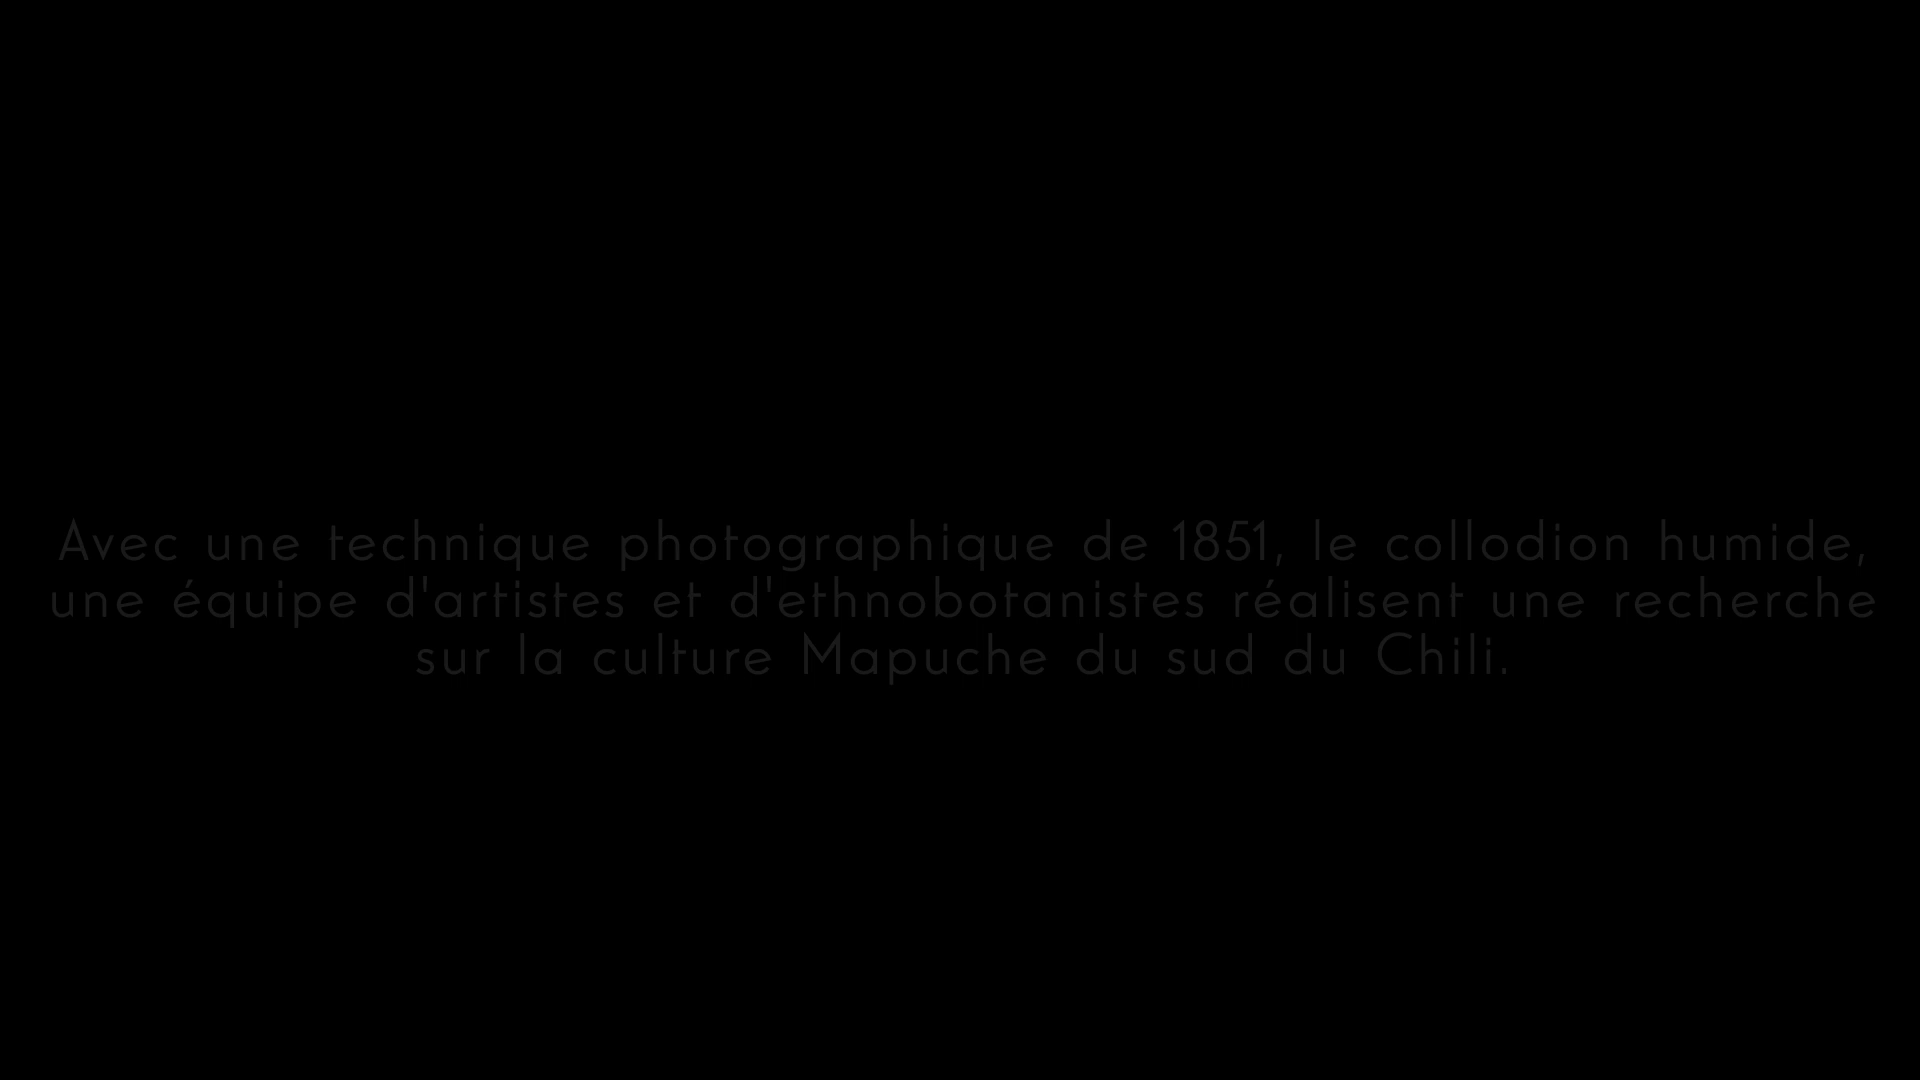 Avec une technique photographique de 1851, le collodion humide,
une équipe d'artistes et d'ethnobotanistes réalisent une recherche
sur la culture Mapuche du sud du Chili.